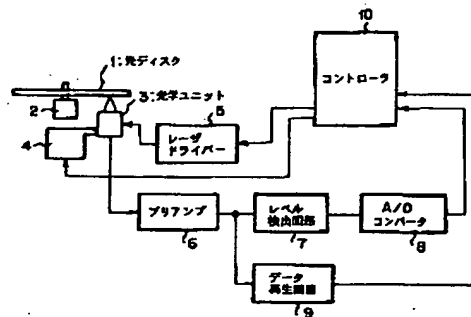 10
コントローラ
1:光ディスク
2
3:光学ユニット
4
5
レーザ
ドライバー
プリアンプ
6
レベル
検出回路
7
A/D
コンバータ
8
データ
再生回路
9